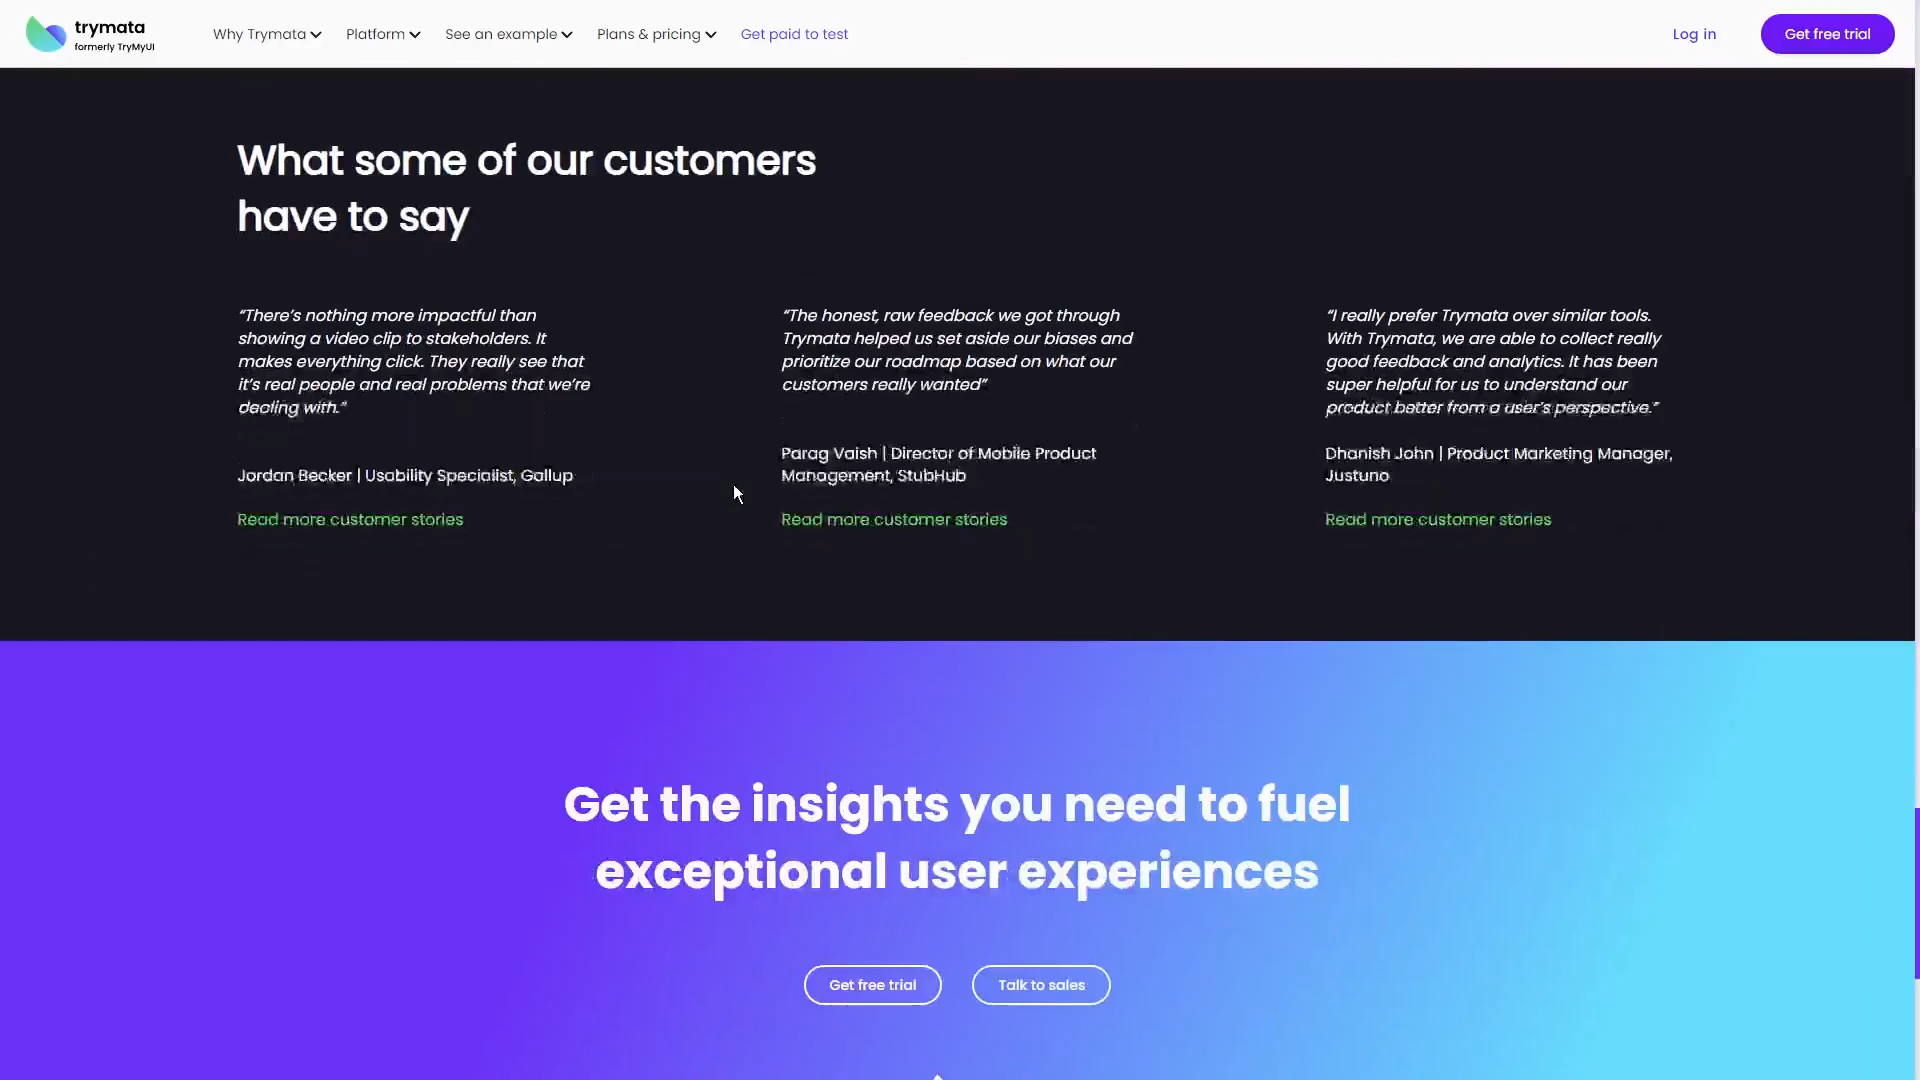 trymata
formerly TryMyUI
Why Trymata
Platform
See an example
Plans & pricing
Get paid to test
Log in
Get free trial
What some of our customers
have to say
“There’s nothing more impactful than
showing a video clip to stakeholders. It
makes everything click. They really see that
it’s real people and real problems that we’re
dealing with.”
Jordan Becker | Usability Specialist, Gallup
Read more customer stories
“The honest, raw feedback we got through
Trymata helped us set aside our biases and
prioritize our roadmap based on what our
customers really wanted”
Parag Vaish | Director of Mobile Product
Management, StubHub
Read more customer stories
“I really prefer Trymata over similar tools.
With Trymata, we are able to collect really
good feedback and analytics. It has been
super helpful for us to understand our
product better from a user’s perspective.”
Dhanish John | Product Marketing Manager,
Justuno
Read more customer stories
Get the insights you need to fuel
exceptional user experiences
Get free trial
Talk to sales